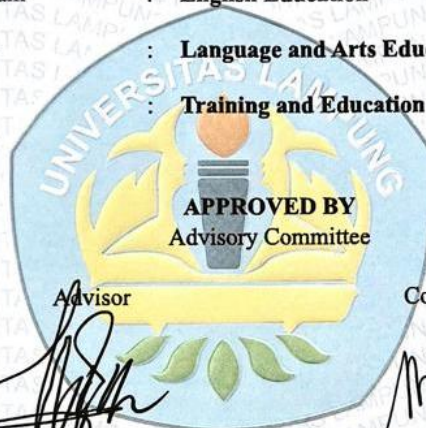 : English Education
: Language and Arts Edu
: Training and Education
UNIVERSITAS LAMPUNG
APPROVED BY
Advisory Committee
Advisor
Co